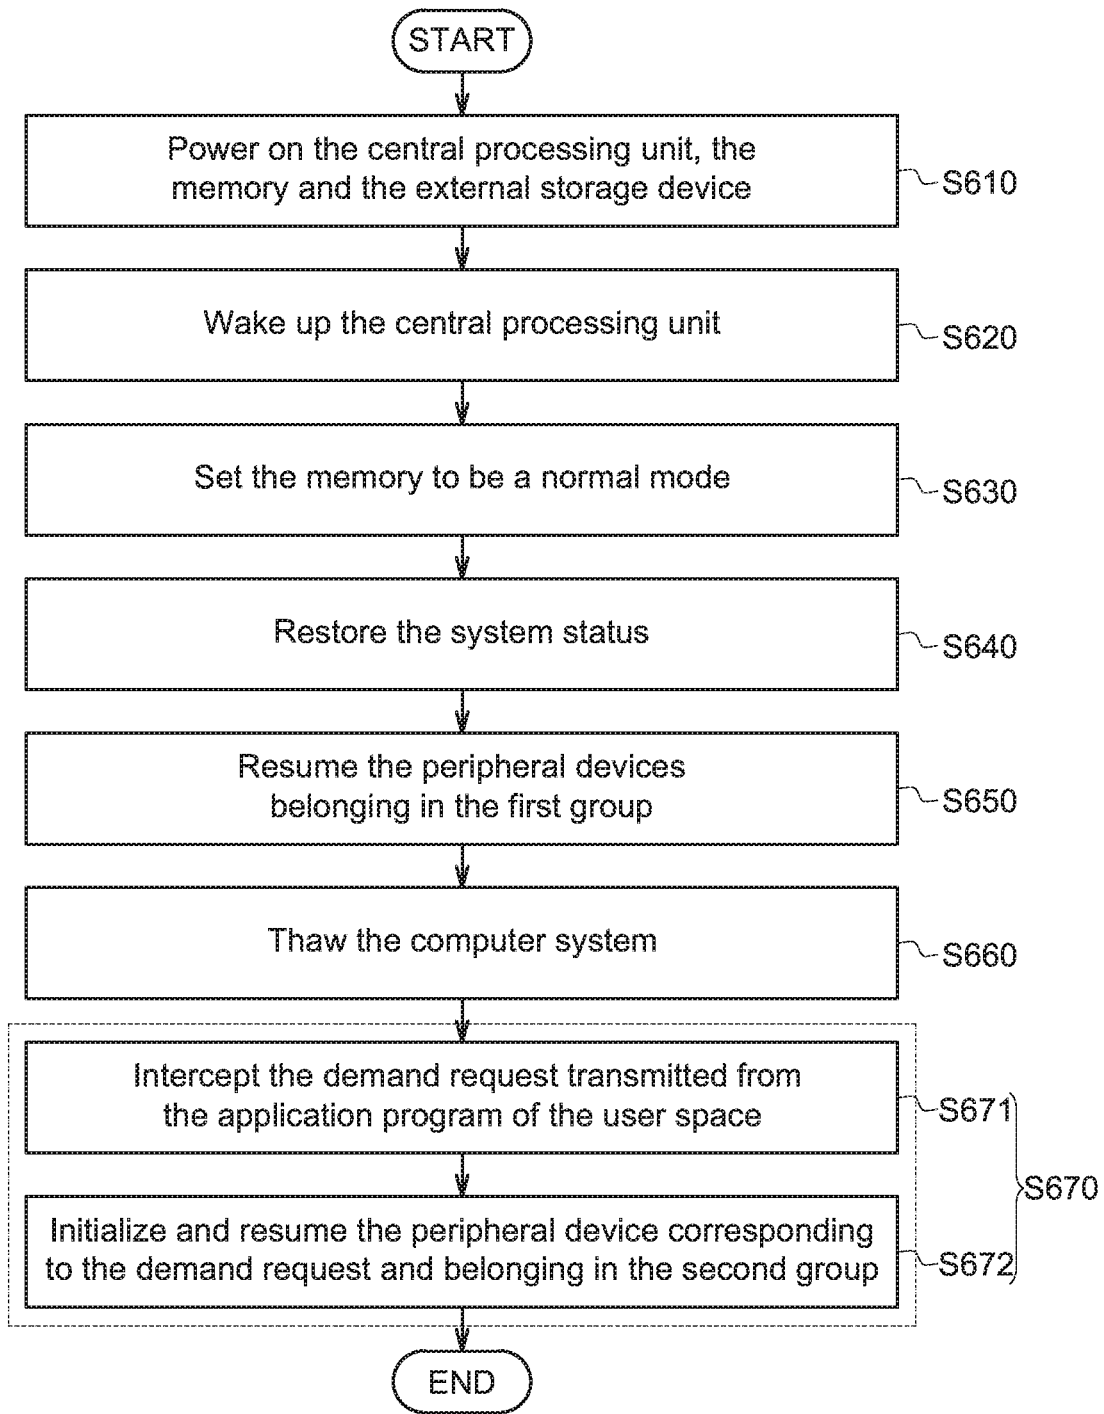 START
Power on the central processing unit, the
memory and the external storage device
S610
Wake up the central processing unit
S620
Set the memory to be a normal mode
S630
Restore the system status
S640
Resume the peripheral devices
belonging in the first group
S650
Thaw the computer system
S660
Intercept the demand request transmitted from
the application program of the user space
S671
S670
Initialize and resume the peripheral device corresponding
to the demand request and belonging in the second group
S672
END